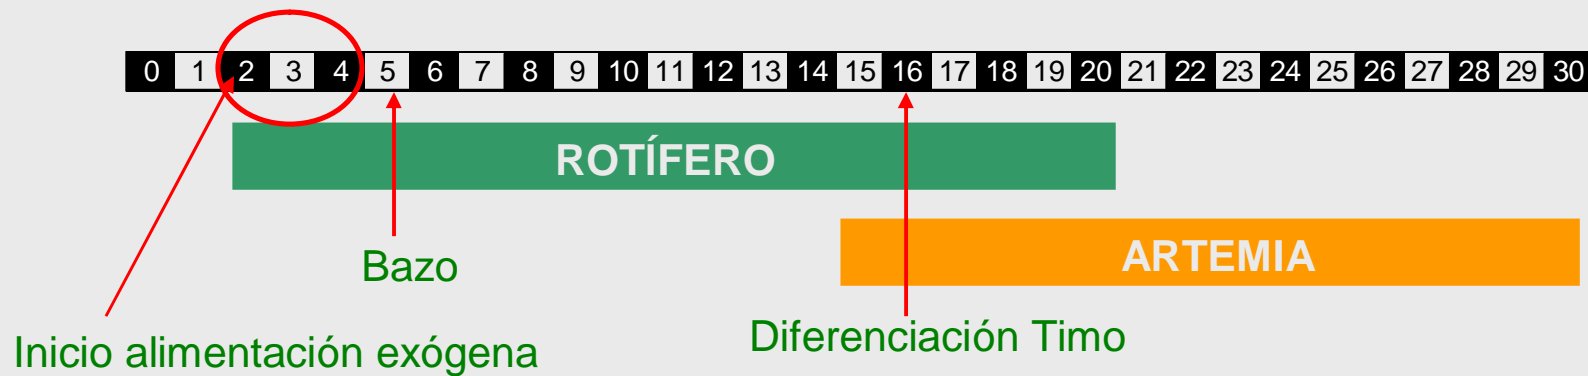 0 1 2 3 4 5 6 7 8 9 10 11 12 13 14 15 16 17 18 19 20 21 22 23 24 25 26 27 28 29 30
ROTÍFERO
ARTEMIA
Bazo
Diferenciación Timo
Inicio alimentación exógena